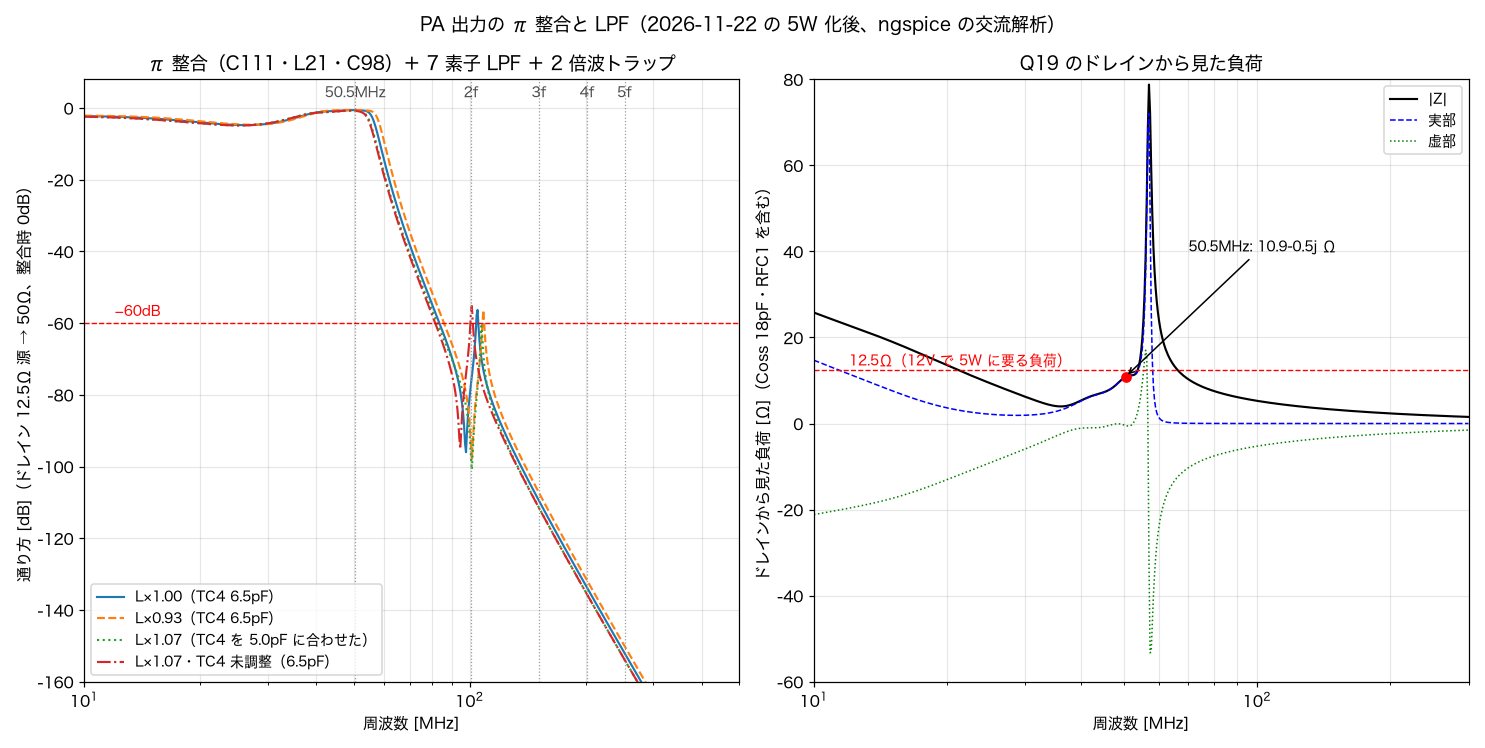 PA 出力の π 整合と LPF（2026-11-22 の 5W 化後、ngspice の交流解析）
π 整合（C111・L21・C98）＋ 7 素子 LPF ＋ 2 倍波トラップ
50.5MHz 2f 3f 4f 5f
−60dB
0
-20
-40
-60
-80
-100
-120
-140
-160
通り方 [dB]（ドレイン 12.5Ω 源 → 50Ω、整合時 0dB）
L×1.00（TC4 6.5pF）
L×0.93（TC4 6.5pF）
L×1.07（TC4 を 5.0pF に合わせた）
L×1.07・TC4 未調整（6.5pF）
10¹ 10²
周波数 [MHz]
Q19 のドレインから見た負荷
|Z|
実部
虚部
50.5MHz: 10.9-0.5j Ω
12.5Ω（12V で 5W に要る負荷）
80
60
40
20
0
-20
-40
-60
ドレインから見た負荷 [Ω]（Coss 18pF・RFC1 を含む）
10¹ 10²
周波数 [MHz]